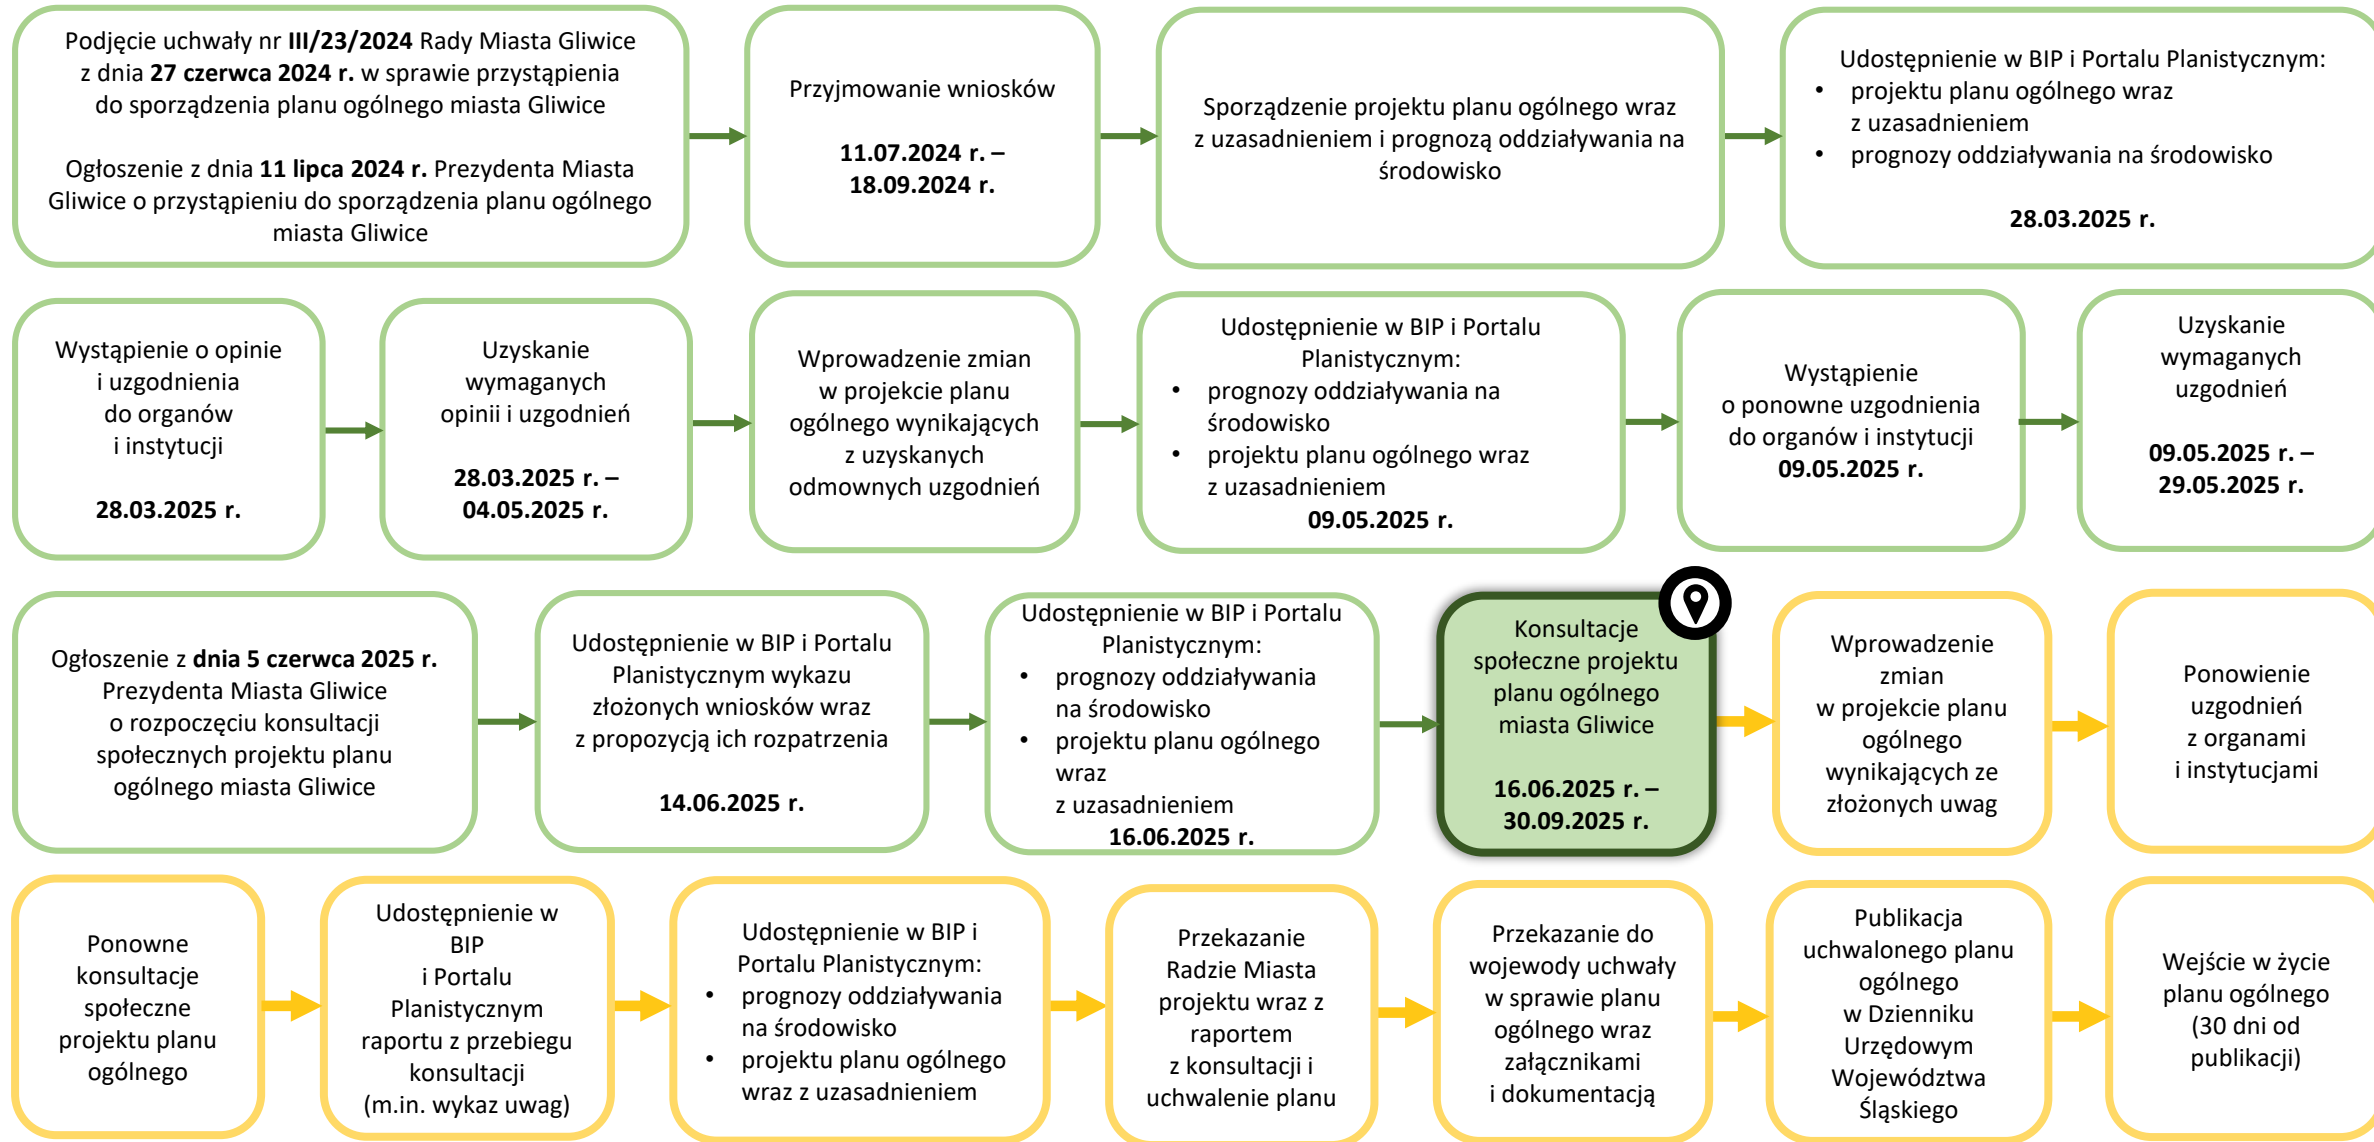 Podjęcie uchwały nr III/23/2024 Rady Miasta Gliwice
z dnia 27 czerwca 2024 r. w sprawie przystąpienia
do sporządzenia planu ogólnego miasta Gliwice
Ogłoszenie z dnia 11 lipca 2024 r. Prezydenta Miasta
Gliwice o przystąpieniu do sporządzenia planu ogólnego
miasta Gliwice
Przyjmowanie wniosków
11.07.2024 r. –
18.09.2024 r.
Sporządzenie projektu planu ogólnego wraz
z uzasadnieniem i prognozą oddziaływania na
środowisko
Udostępnienie w BIP i Portalu Planistycznym:
• projektu planu ogólnego wraz
z uzasadnieniem
• prognozy oddziaływania na środowisko
28.03.2025 r.
Wystąpienie o opinie
i uzgodnienia
do organów
i instytucji
28.03.2025 r.
Uzyskanie
wymaganych
opinii i uzgodnień
28.03.2025 r. –
04.05.2025 r.
Wprowadzenie zmian
w projekcie planu
ogólnego wynikających
z uzyskanych
odmownych uzgodnień
Udostępnienie w BIP i Portalu
Planistycznym:
• prognozy oddziaływania na
środowisko
• projektu planu ogólnego wraz
z uzasadnieniem
09.05.2025 r.
Wystąpienie
o ponowne uzgodnienia
do organów i instytucji
09.05.2025 r.
Uzyskanie
wymaganych
uzgodnień
09.05.2025 r. –
29.05.2025 r.
Ogłoszenie z dnia 5 czerwca 2025 r.
Prezydenta Miasta Gliwice
o rozpoczęciu konsultacji
społecznych projektu planu
ogólnego miasta Gliwice
Udostępnienie w BIP i Portalu
Planistycznym wykazu
złożonych wniosków wraz
z propozycją ich rozpatrzenia
14.06.2025 r.
Udostępnienie w BIP i Portalu
Planistycznym:
• prognozy oddziaływania
na środowisko
• projektu planu ogólnego
wraz
z uzasadnieniem
16.06.2025 r.
Konsultacje
społeczne projektu
planu ogólnego
miasta Gliwice
16.06.2025 r. –
30.09.2025 r.
Wprowadzenie
zmian
w projekcie planu
ogólnego
wynikających ze
złożonych uwag
Ponowienie
uzgodnień
z organami
i instytucjami
Ponowne
konsultacje
społeczne
projektu planu
ogólnego
Udostępnienie w
BIP
i Portalu
Planistycznym
raportu z przebiegu
konsultacji
(m.in. wykaz uwag)
Udostępnienie w BIP i
Portalu Planistycznym:
• prognozy oddziaływania
na środowisko
• projektu planu ogólnego
wraz z uzasadnieniem
Przekazanie
Radzie Miasta
projektu wraz z
raportem
z konsultacji i
uchwalenie planu
Przekazanie do
wojewody uchwały
w sprawie planu
ogólnego wraz
załącznikami
i dokumentacją
Publikacja
uchwalonego planu
ogólnego
w Dzienniku
Urzędowym
Województwa
Śląskiego
Wejście w życie
planu ogólnego
(30 dni od
publikacji)